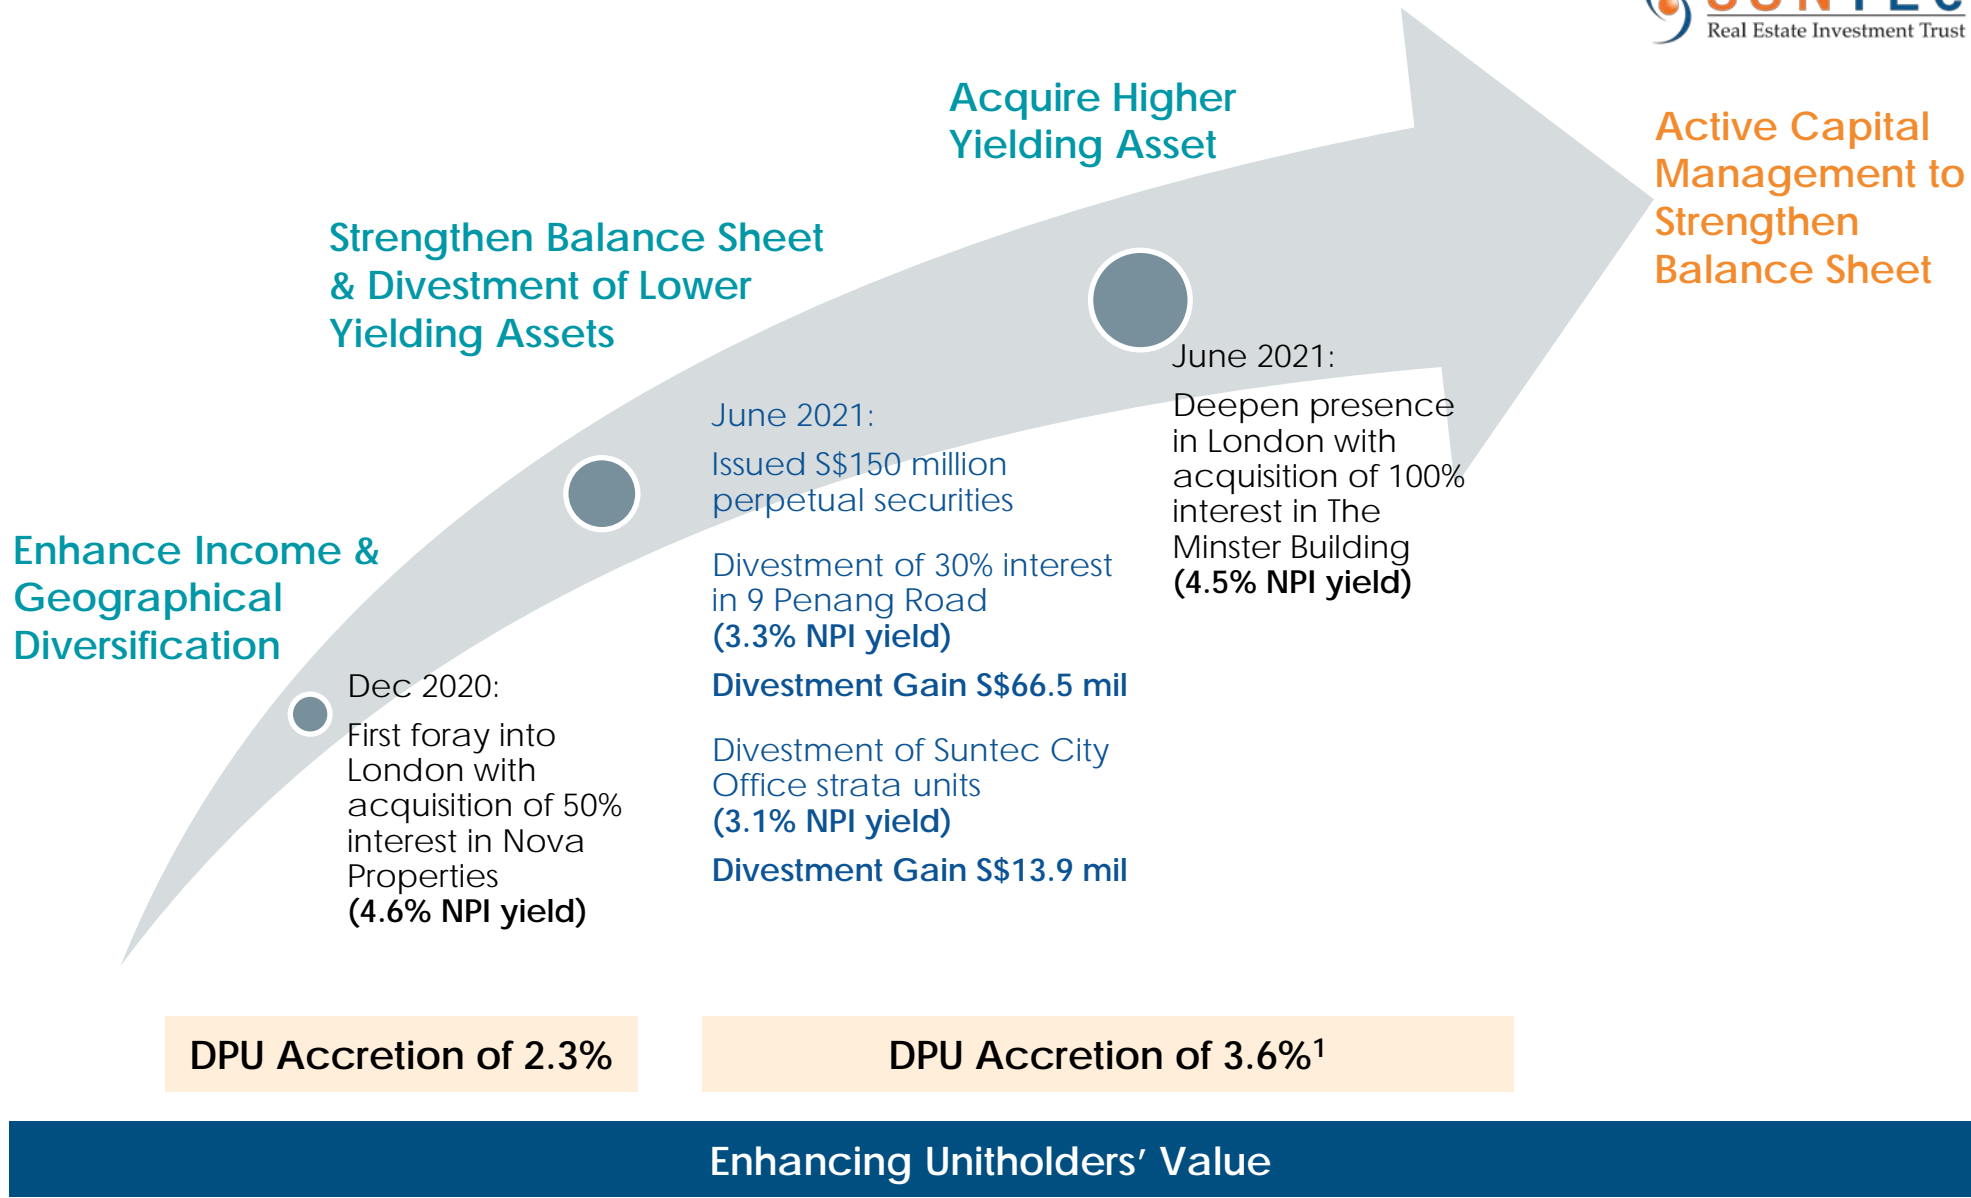 SUNTEC
Real Estate Investment Trust
Acquire Higher
Yielding Asset
Active Capital
Management to
Strengthen
Balance Sheet
Strengthen Balance Sheet
& Divestment of Lower
Yielding Assets
June 2021:
Deepen presence
in London with
acquisition of 100%
interest in The
Minster Building
(4.5% NPI yield)
June 2021:
Issued S$150 million
perpetual securities
Divestment of 30% interest
in 9 Penang Road
(3.3% NPI yield)
Divestment Gain S$66.5 mil
Divestment of Suntec City
Office strata units
(3.1% NPI yield)
Divestment Gain S$13.9 mil
Enhance Income &
Geographical
Diversification
Dec 2020:
First foray into
London with
acquisition of 50%
interest in Nova
Properties
(4.6% NPI yield)
DPU Accretion of 2.3%
DPU Accretion of 3.6%¹
Enhancing Unitholders’ Value